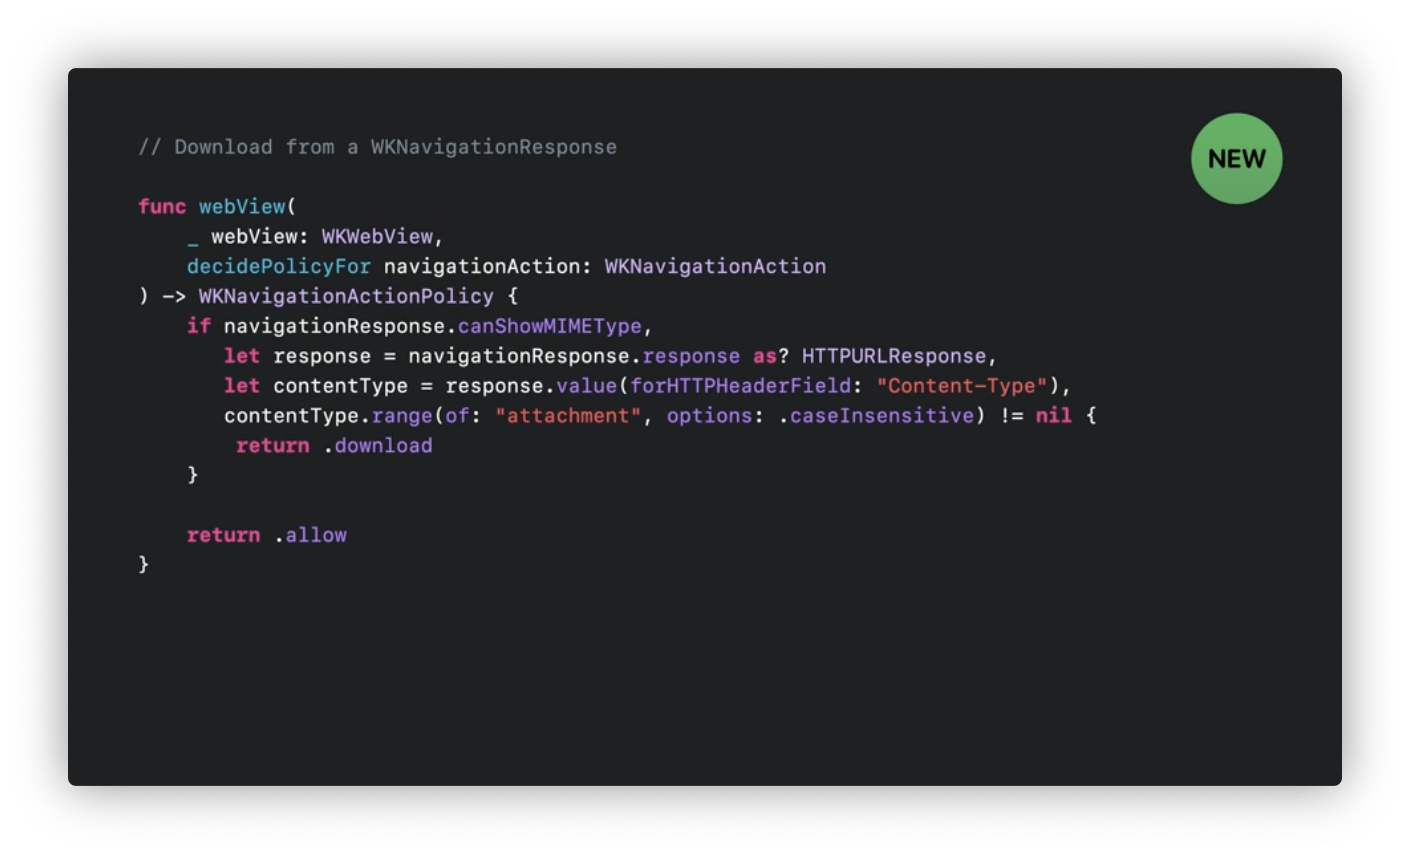 // Download from a WKNavigationResponse
NEW
func webView(
    _ webView: WKWebView,
    decidePolicyFor navigationAction: WKNavigationAction
) -> WKNavigationActionPolicy {
    if navigationResponse.canShowMIMEType,
       let response = navigationResponse.response as? HTTPURLResponse,
       let contentType = response.value(forHTTPHeaderField: "Content-Type"),
       contentType.range(of: "attachment", options: .caseInsensitive) != nil {
        return .download
    }
    return .allow
}